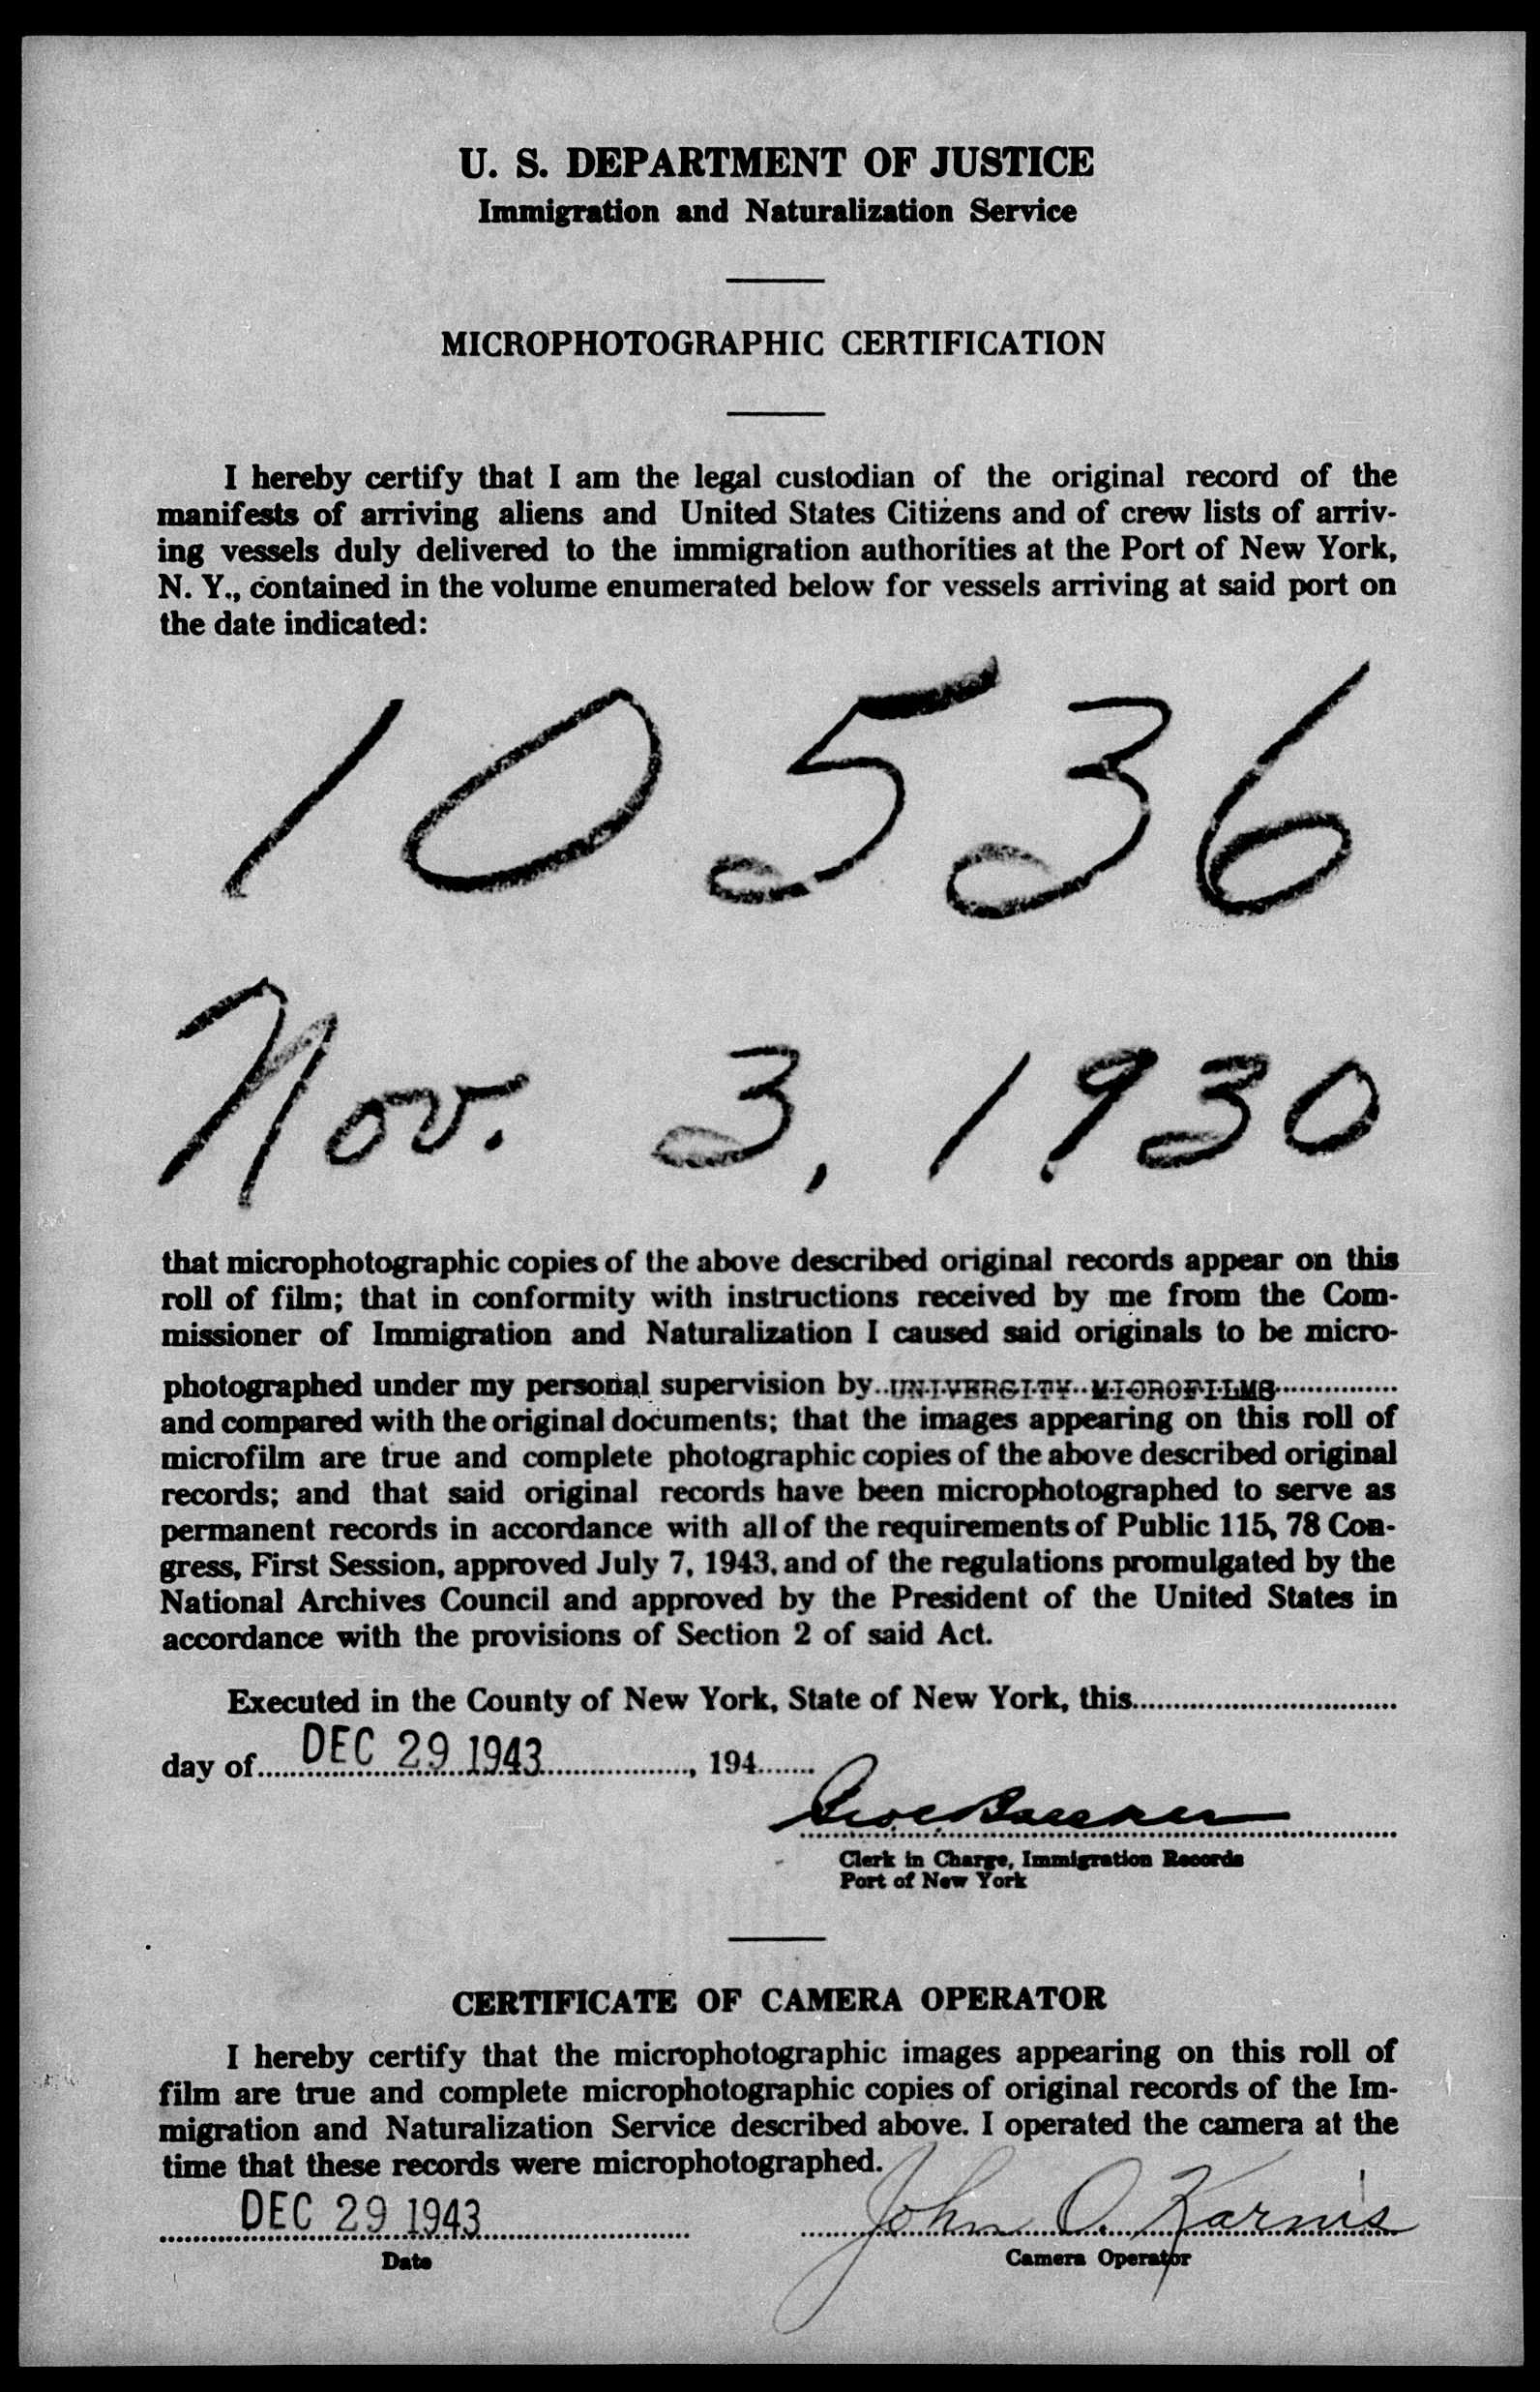 U. S. DEPARTMENT OF JUSTICE
Immigration and Naturalization Service
MICROPHOTOGRAPHIC CERTIFICATION
I hereby certify that I am the legal custodian of the original record of the
manifests of arriving aliens and United States Citizens and of crew lists of arriv-
ing vessels duly delivered to the immigration authorities at the Port of New York,
N. Y., contained in the volume enumerated below for vessels arriving at said port on
the date indicated:
10536
Nov. 3, 1930
that microphotographic copies of the above described original records appear on this
roll of film; that in conformity with instructions received by me from the Com-
missioner of Immigration and Naturalization I caused said originals to be micro-
photographed under my personal supervision by UNIVERSITY MICROFILMS
and compared with the original documents; that the images appearing on this roll of
microfilm are true and complete photographic copies of the above described original
records; and that said original records have been microphotographed to serve as
permanent records in accordance with all of the requirements of Public 115, 78 Con-
gress, First Session, approved July 7, 1943, and of the regulations promulgated by the
National Archives Council and approved by the President of the United States in
accordance with the provisions of Section 2 of said Act.
Executed in the County of New York, State of New York, this
day of DEC 29 1943, 194
Clerk in Charge, Immigration Records
Port of New York
CERTIFICATE OF CAMERA OPERATOR
I hereby certify that the microphotographic images appearing on this roll of
film are true and complete microphotographic copies of original records of the Im-
migration and Naturalization Service described above. I operated the camera at the
time that these records were microphotographed.
DEC 29 1943 John O. Karnis
Date Camera Operator